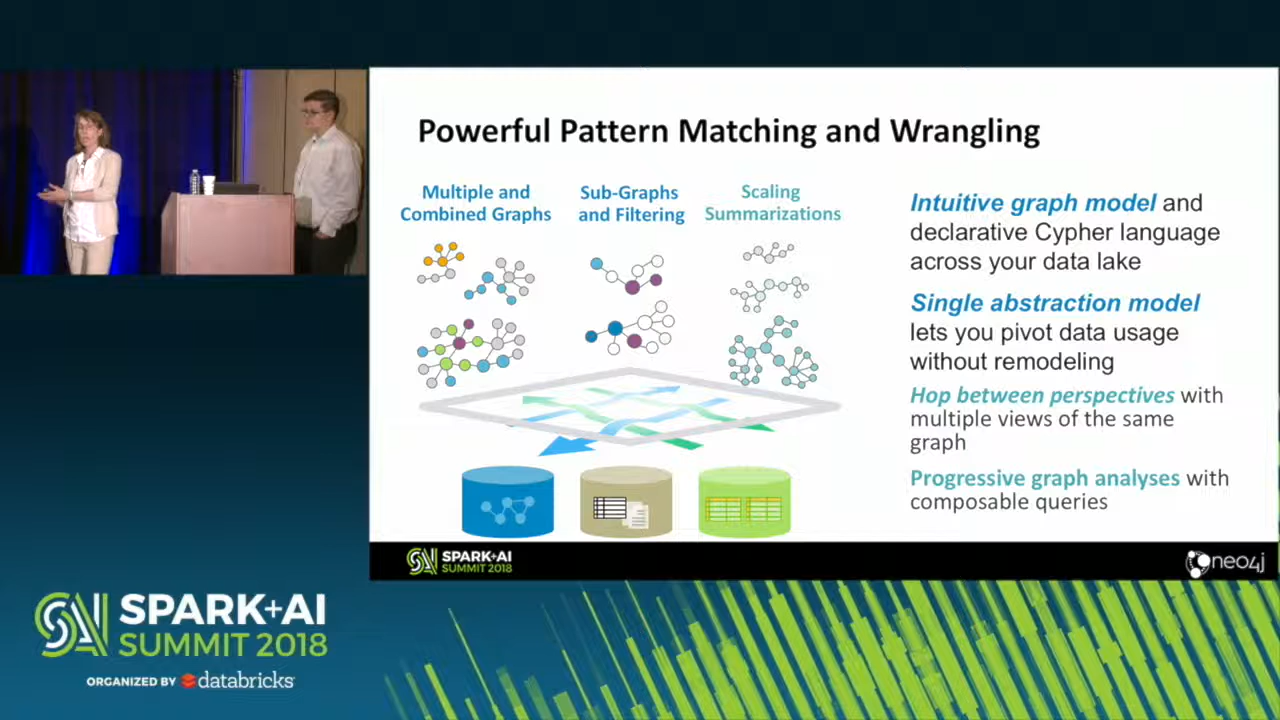 Powerful Pattern Matching and Wrangling
Multiple and
Combined Graphs
Sub-Graphs
and Filtering
Scaling
Summarizations
Intuitive graph model and
declarative Cypher language
across your data lake
Single abstraction model
lets you pivot data usage
without remodeling
Hop between perspectives with
multiple views of the same
graph
Progressive graph analyses with
composable queries
SPARK+AI
SUMMIT 2018
neo4j
SPARK+AI
SUMMIT 2018
ORGANIZED BY databricks